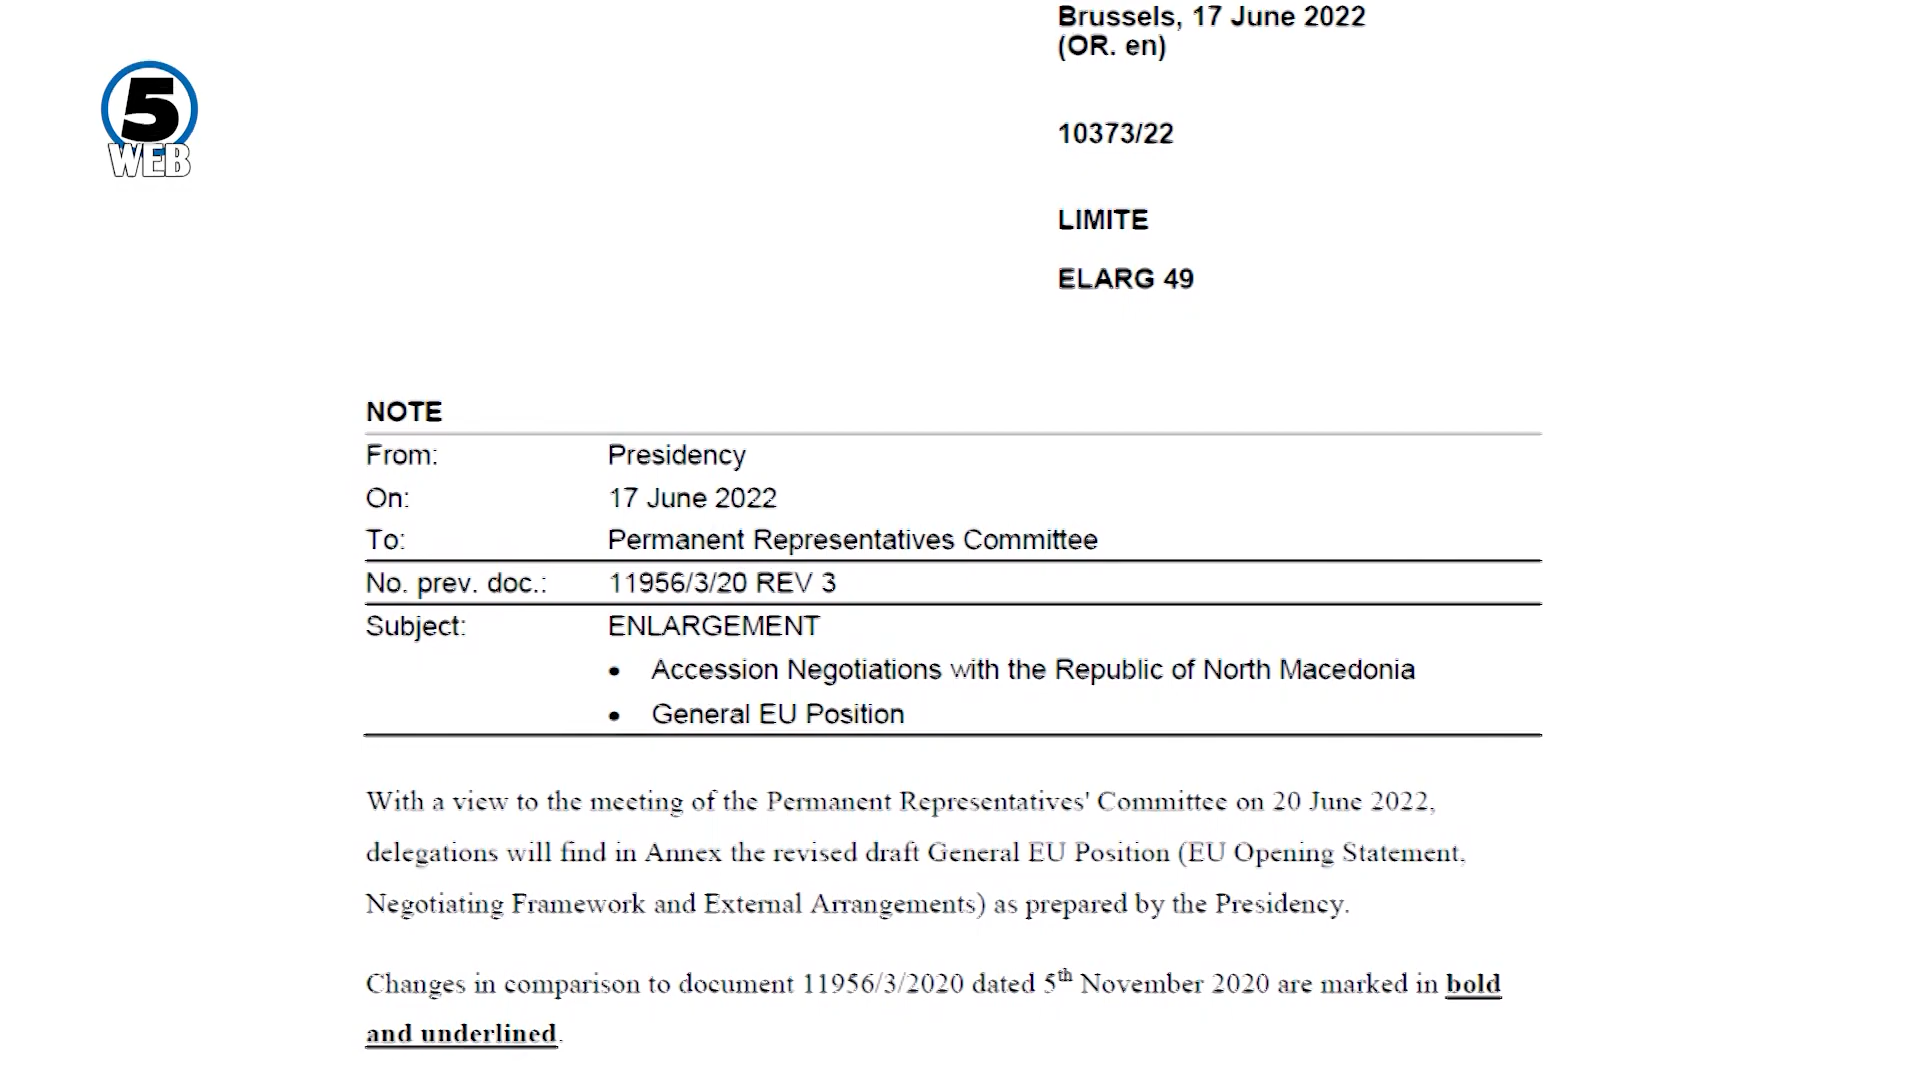 Brussels, 17 June 2022
(OR. en)
5
WEB
10373/22
LIMITE
ELARG 49
NOTE
From: Presidency
On: 17 June 2022
To: Permanent Representatives Committee
No. prev. doc.: 11956/3/20 REV 3
Subject: ENLARGEMENT
• Accession Negotiations with the Republic of North Macedonia
• General EU Position
With a view to the meeting of the Permanent Representatives' Committee on 20 June 2022,
delegations will find in Annex the revised draft General EU Position (EU Opening Statement,
Negotiating Framework and External Arrangements) as prepared by the Presidency.
Changes in comparison to document 11956/3/2020 dated 5th November 2020 are marked in bold
and underlined.